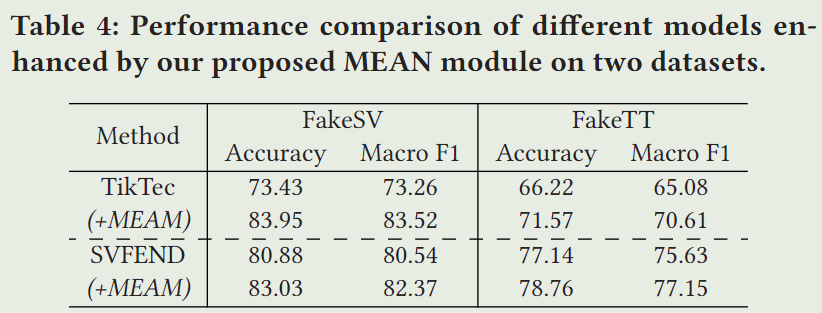 Table 4: Performance comparison of different models en-
hanced by our proposed MEAN module on two datasets.
Method FakeSV FakeTT
Accuracy Macro F1 Accuracy Macro F1
TikTec 73.43 73.26 66.22 65.08
(+MEAM) 83.95 83.52 71.57 70.61
SVFEND 80.88 80.54 77.14 75.63
(+MEAM) 83.03 82.37 78.76 77.15